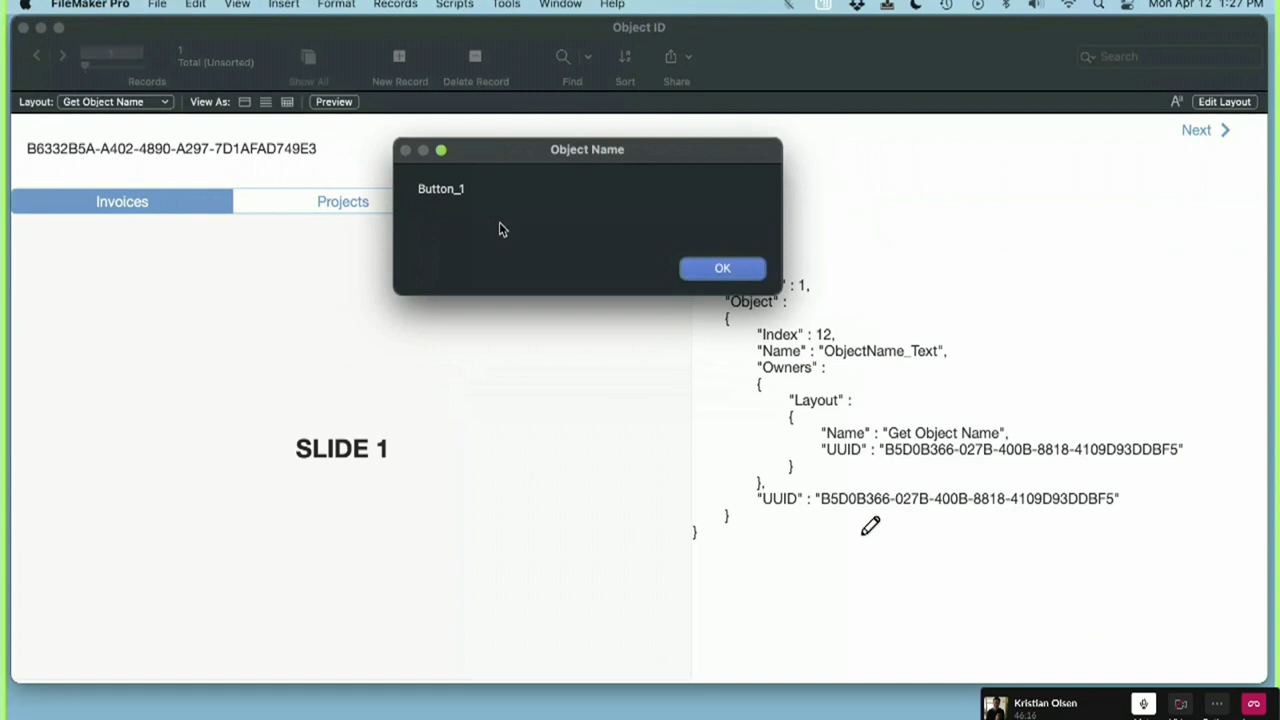 FileMaker Pro File Edit View Insert Format Records Scripts Tools Window Help Mon Apr 12 1:27 PM
Object ID
1
1
Total (Unsorted)
Search
Records Show All New Record Delete Record Find Sort Share
Layout: Get Object Name View As: Preview Edit Layout
Next
B6332B5A-A402-4890-A297-7D1AFAD749E3
Object Name
Button_1
OK
Invoices Projects
" : 1,
"Object" :
{
"Index" : 12,
"Name" : "ObjectName_Text",
"Owners" :
{
"Layout" :
{
"Name" : "Get Object Name",
"UUID" : "B5D0B366-027B-400B-8818-4109D93DDBF5"
}
},
"UUID" : "B5D0B366-027B-400B-8818-4109D93DDBF5"
}
}
SLIDE 1
Kristian Olsen
46:16